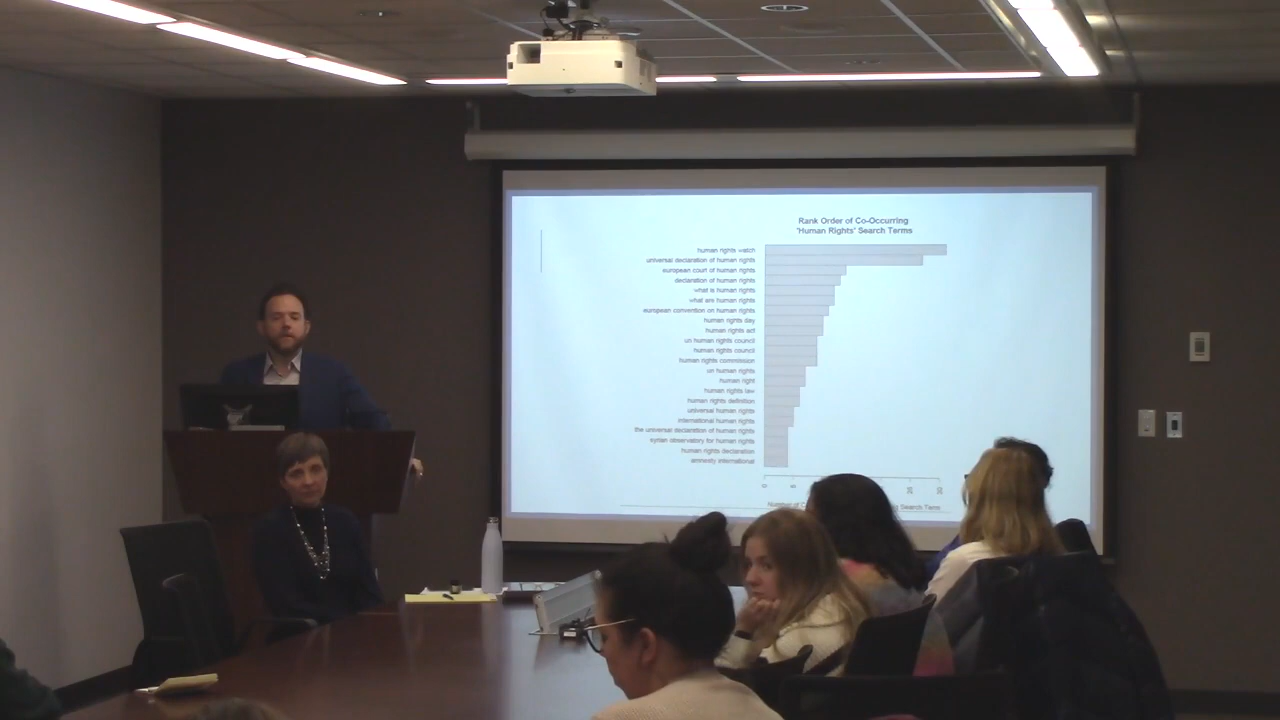 Rank Order of Co-Occurring
'Human Rights' Search Terms
human rights watch
universal declaration of human rights
european court of human rights
declaration of human rights
what is human rights
what are human rights
european convention on human rights
human rights day
human rights act
un human rights council
human rights council
human rights commission
un human rights
human right
human rights law
human rights definition
universal human rights
international human rights
the universal declaration of human rights
syrian observatory for human rights
human rights declaration
amnesty international
Number of
Search Term